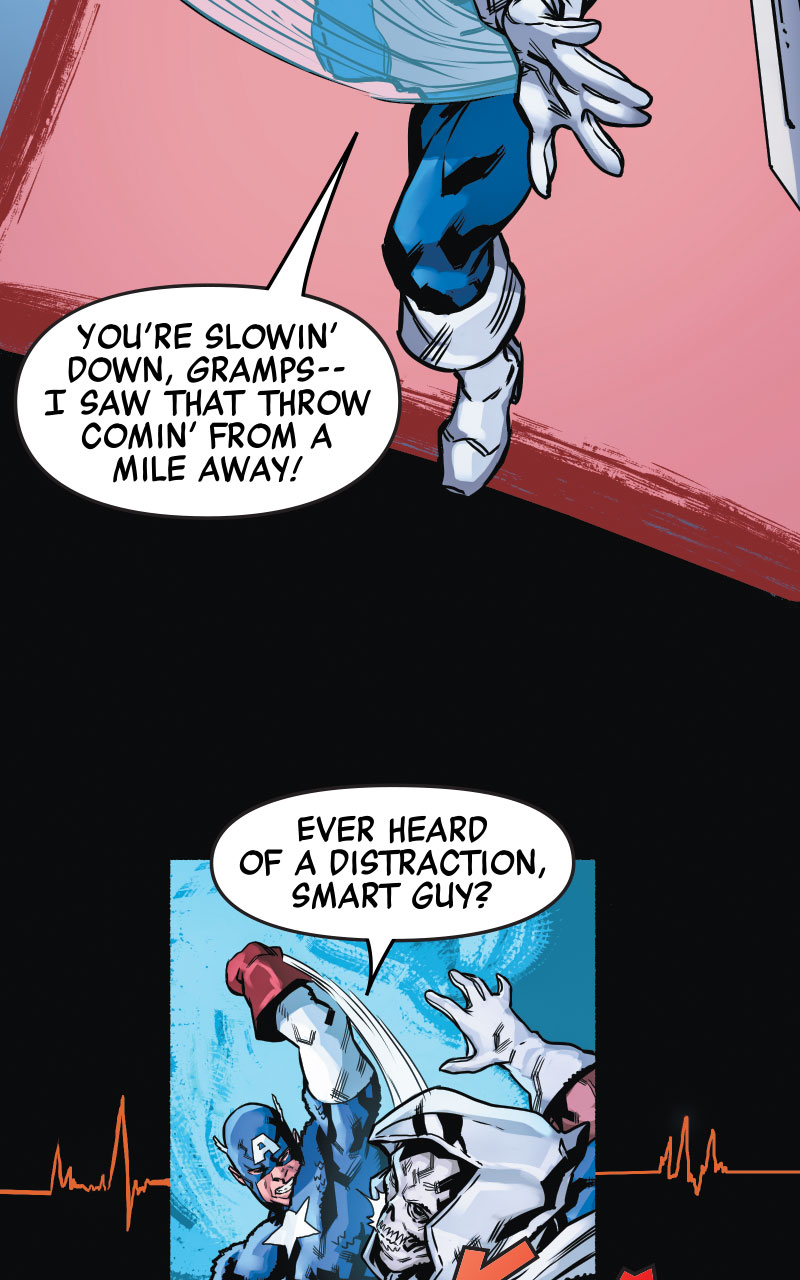 YOU'RE SLOWIN'
DOWN, GRAMPS--
I SAW THAT THROW
COMIN' FROM A
MILE AWAY!
EVER HEARD
OF A DISTRACTION,
SMART GUY?
A